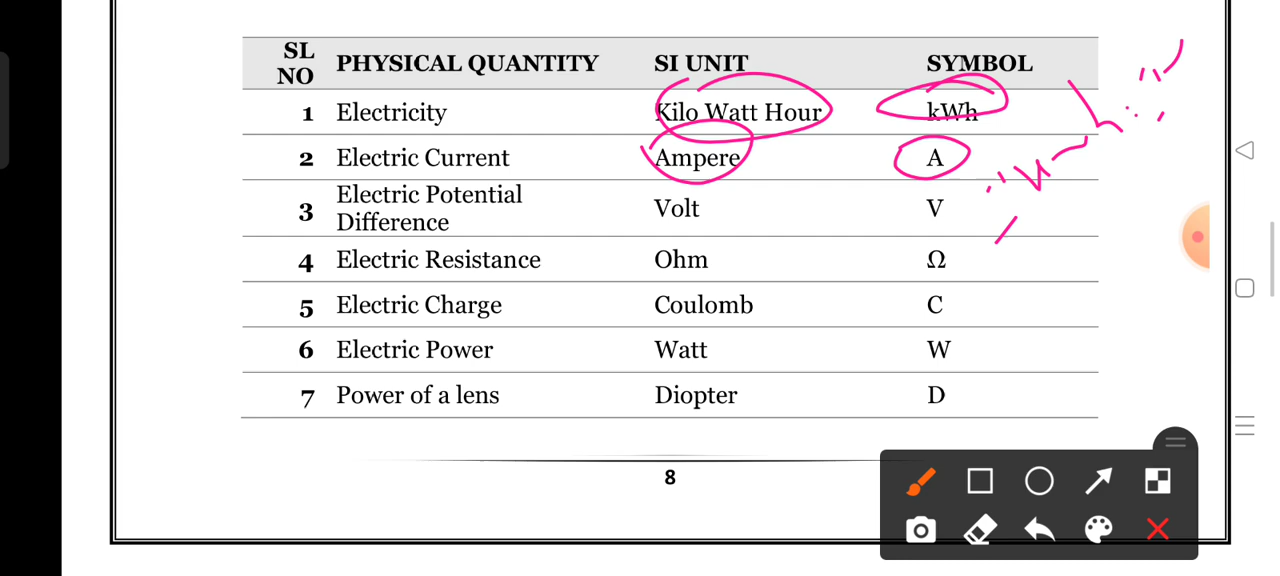 SL NO PHYSICAL QUANTITY SI UNIT SYMBOL
1 Electricity Kilo Watt Hour kWh
2 Electric Current Ampere A
3 Electric Potential Difference Volt V
4 Electric Resistance Ohm Ω
5 Electric Charge Coulomb C
6 Electric Power Watt W
7 Power of a lens Diopter D
8